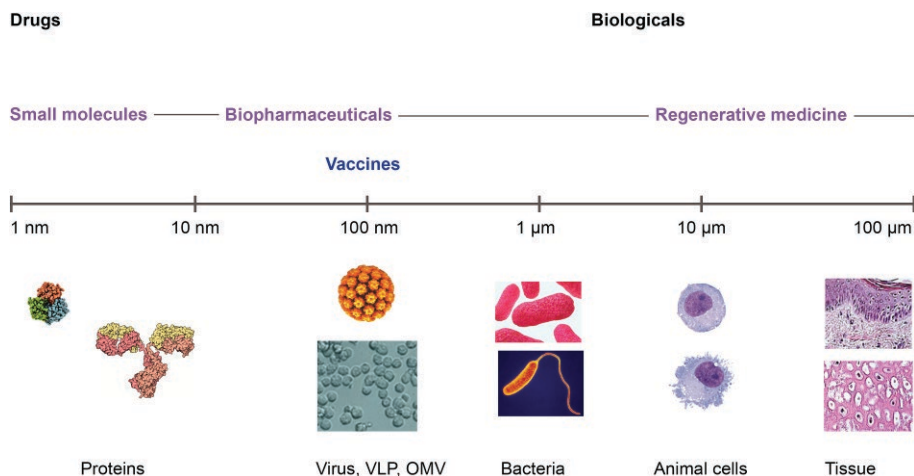 Drugs Biologicals
Small molecules Biopharmaceuticals Regenerative medicine
Vaccines
1 nm 10 nm 100 nm 1 µm 10 µm 100 µm
Proteins Virus, VLP, OMV Bacteria Animal cells Tissue